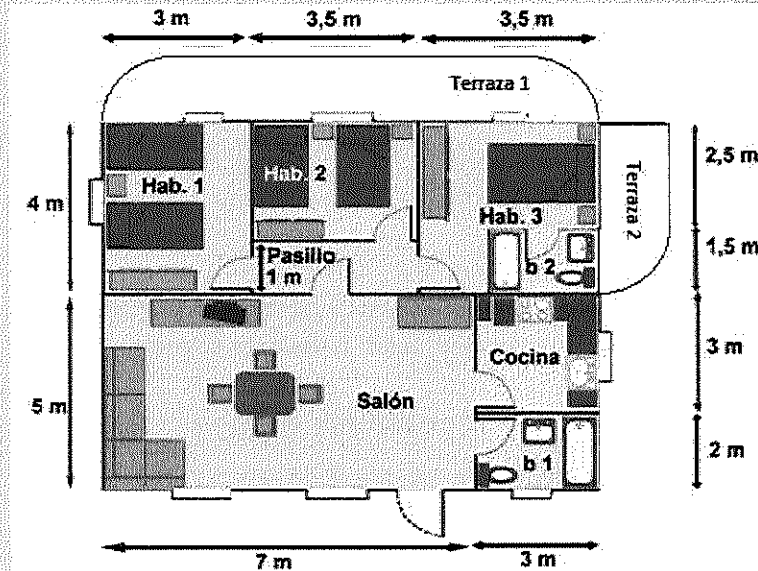 3 m
3,5 m
3,5 m
Terraza 1
4 m
Hab. 1
Hab. 2
Hab. 3
Terraza 2
2,5 m
1,5 m
Pasillo
1 m
b 2
5 m
Salón
Cocina
3 m
b 1
2 m
7 m
3 m